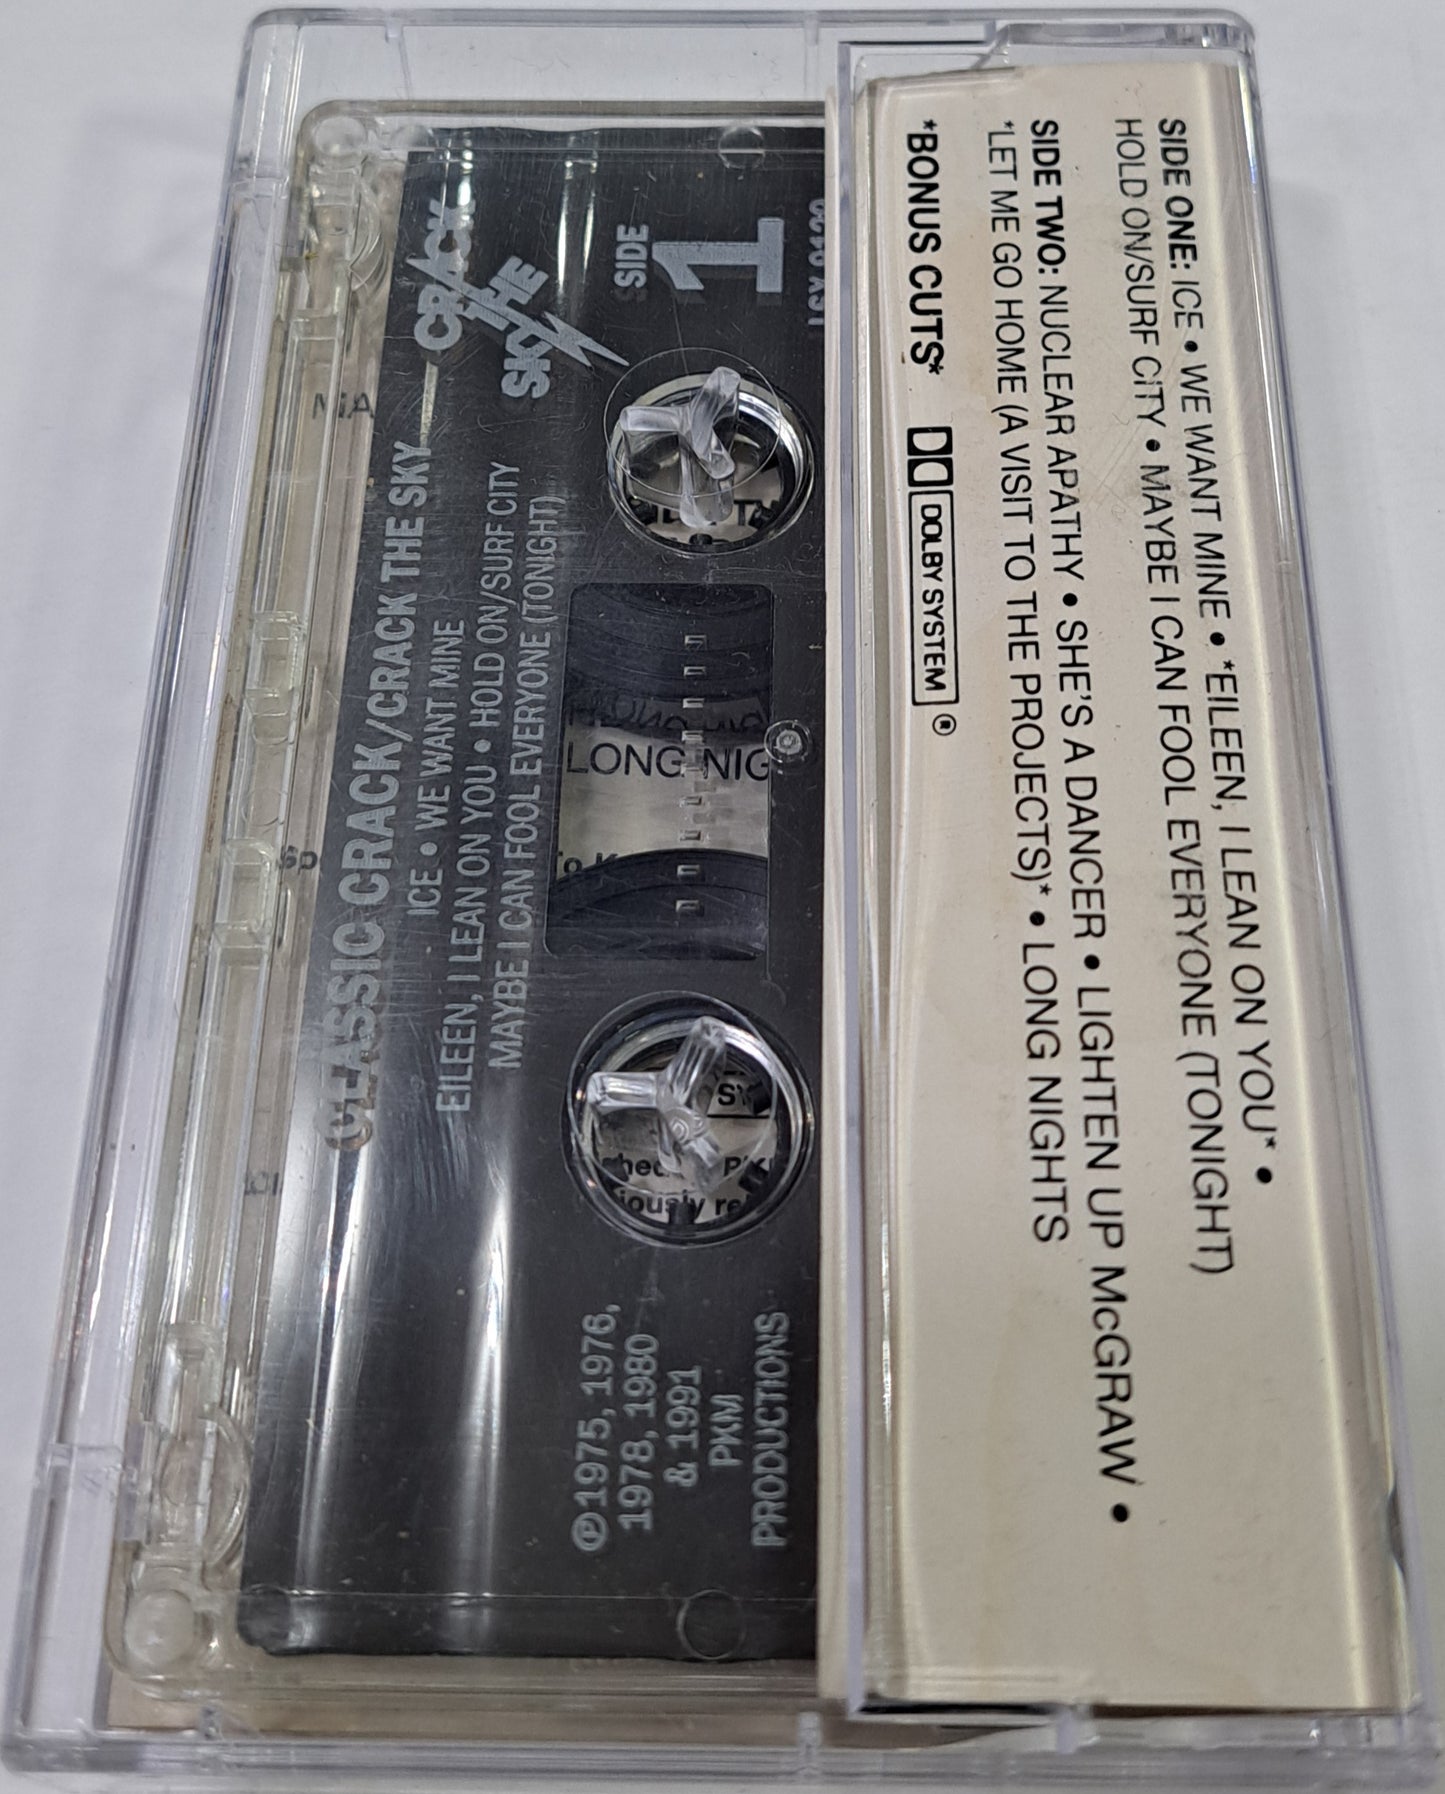 SIDE ONE: ICE • WE WANT MINE • *EILEEN, I LEAN ON YOU* •
HOLD ON/SURF CITY • MAYBE I CAN FOOL EVERYONE (TONIGHT)
SIDE TWO: NUCLEAR APATHY • SHE'S A DANCER • LIGHTEN UP McGRAW •
*LET ME GO HOME (A VISIT TO THE PROJECTS)* • LONG NIGHTS
*BONUS CUTS* DOLBY SYSTEM ®
CLASSIC CRACK/CRACK THE SKY
ICE • WE WANT MINE
EILEEN, I LEAN ON YOU • HOLD ON/SURF CITY
MAYBE I CAN FOOL EVERYONE (TONIGHT)
CRACK
THE
SKY
SIDE
1
LONG NIG
℗1975, 1976,
1978, 1980
& 1991
PKM
PRODUCTIONS